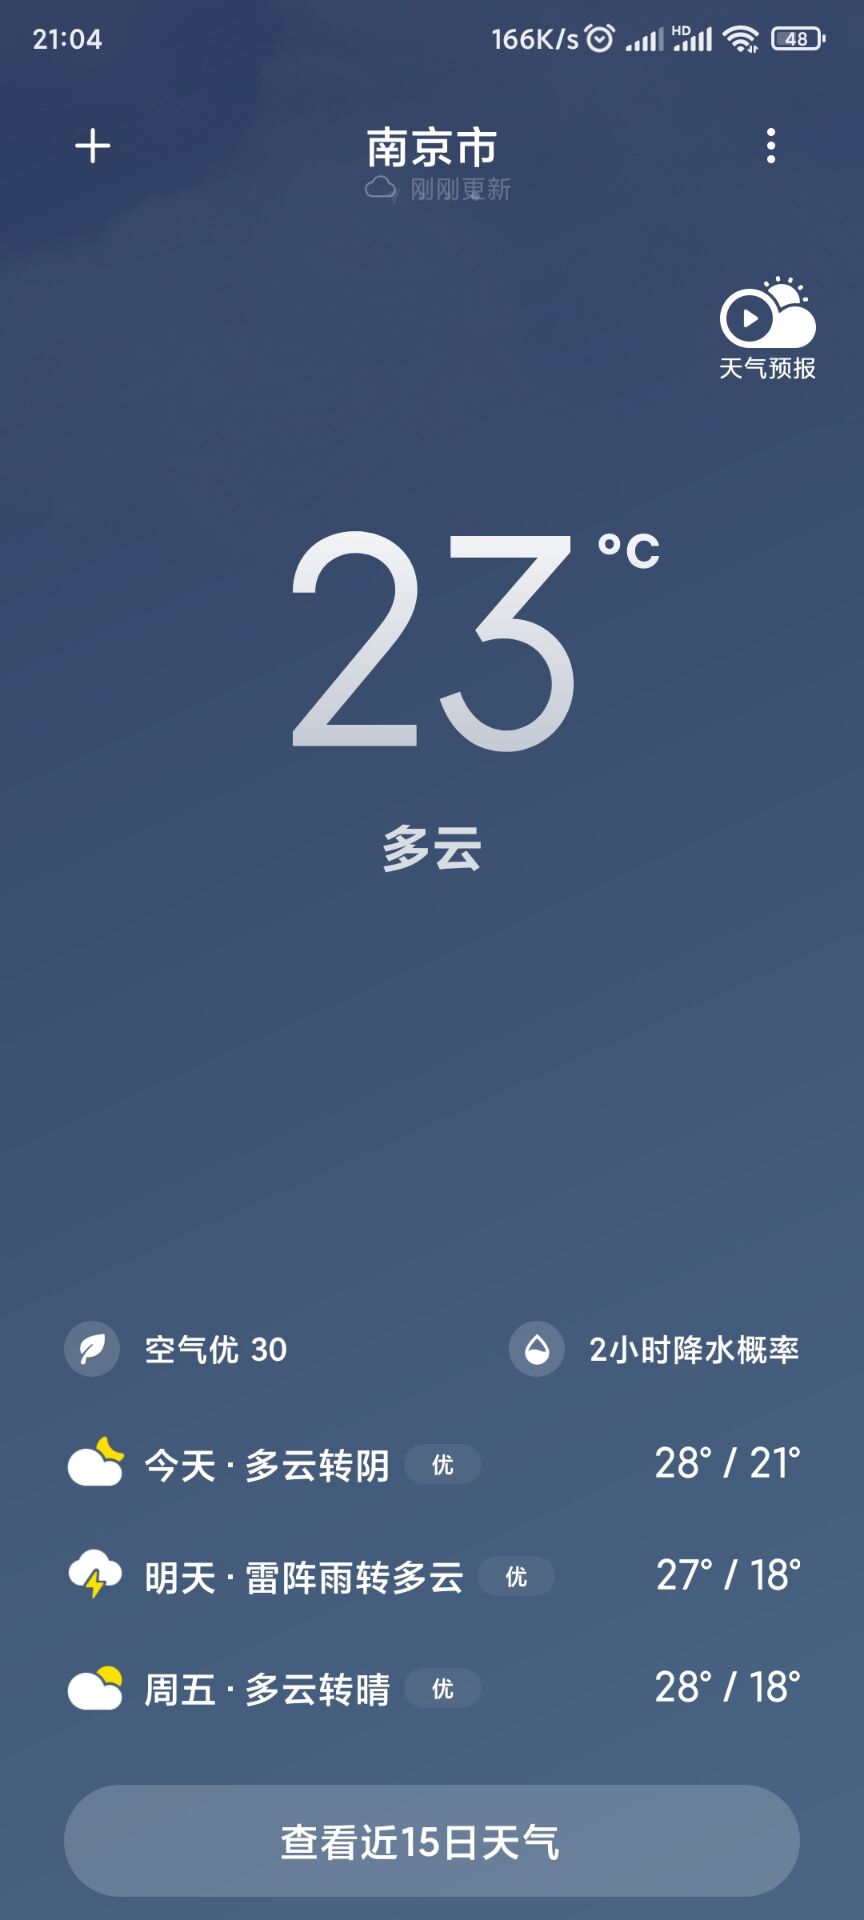 21:04 166K/s HD 48
南京市
刚刚更新
天气预报
23°C
多云
空气优 30 2小时降水概率
今天 · 多云转阴 优 28° / 21°
明天 · 雷阵雨转多云 优 27° / 18°
周五 · 多云转晴 优 28° / 18°
查看近15日天气